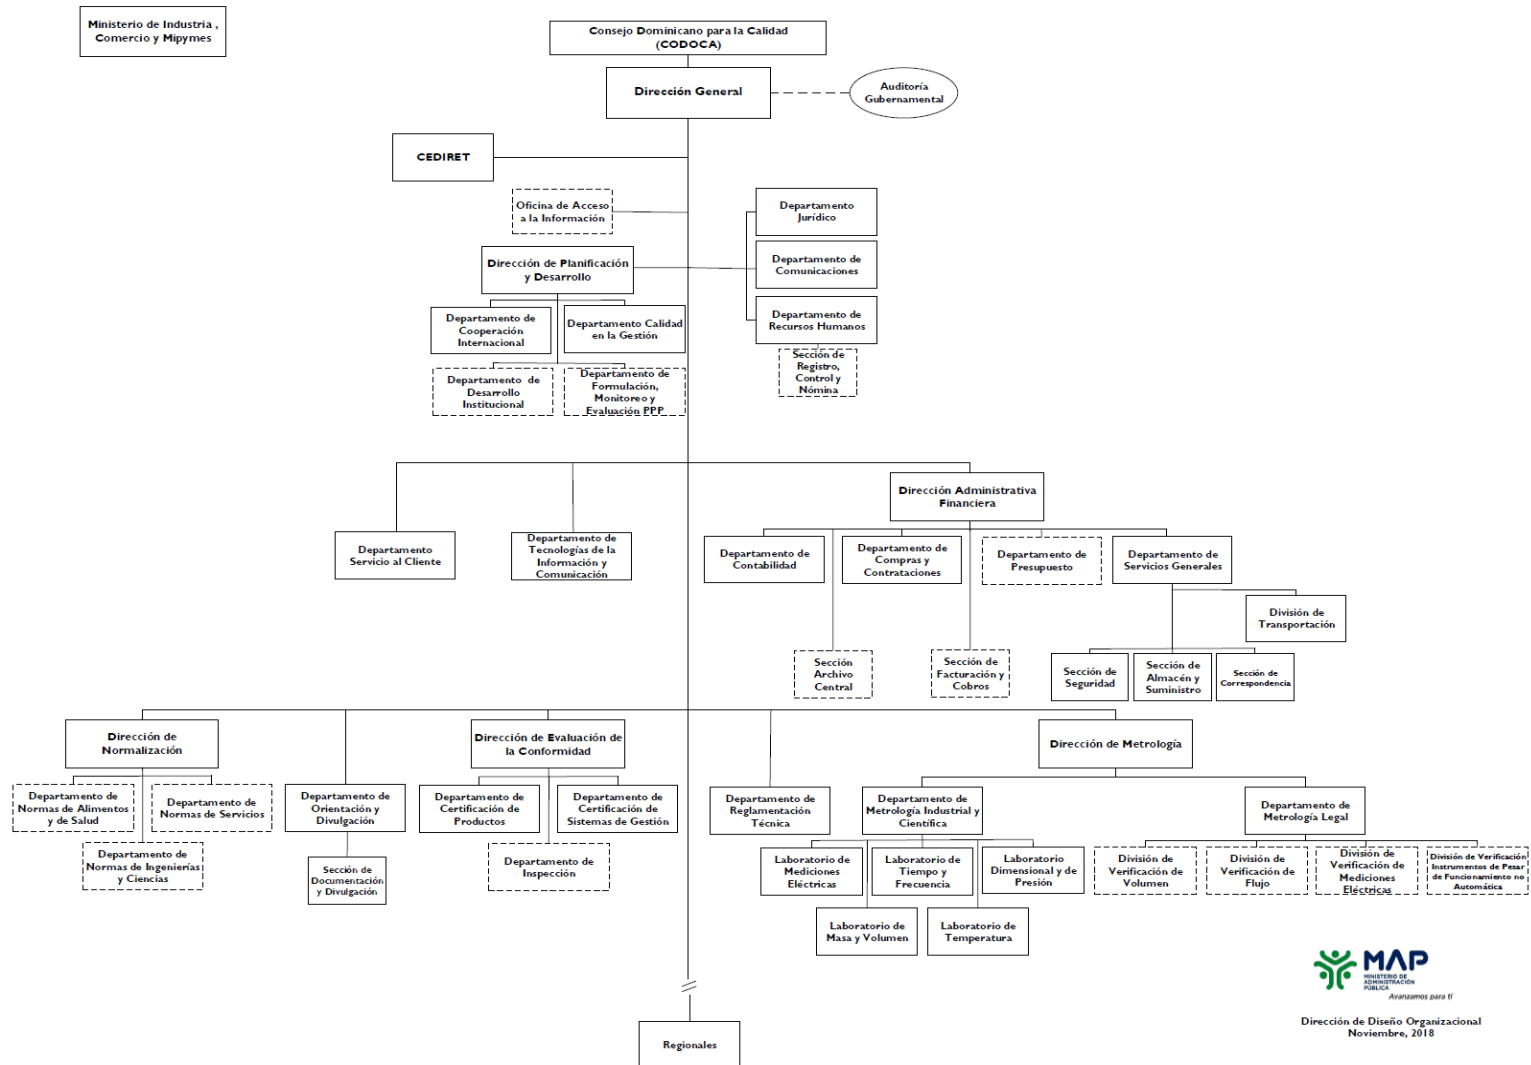 Ministerio de Industria ,
Comercio y Mipymes
Consejo Dominicano para la Calidad
(CODOCA)
Dirección General
Auditoría
Gubernamental
CEDIRET
Oficina de Acceso
a la Información
Departamento
Jurídico
Dirección de Planificación
y Desarrollo
Departamento de
Comunicaciones
Departamento de
Cooperación
Internacional
Departamento Calidad
en la Gestión
Departamento de
Recursos Humanos
Sección de
Registro,
Control y
Nómina
Departamento de
Desarrollo
Institucional
Departamento de
Formulación,
Monitoreo y
Evaluación PPP
Dirección Administrativa
Financiera
Departamento
Servicio al Cliente
Departamento de
Tecnologías de la
Información y
Comunicación
Departamento de
Contabilidad
Departamento de
Compras y
Contrataciones
Departamento de
Presupuesto
Departamento de
Servicios Generales
División de
Transportación
Sección
Archivo
Central
Sección de
Facturación y
Cobros
Sección de
Seguridad
Sección de
Almacén y
Suministro
Sección de
Correspondencia
Dirección de
Normalización
Dirección de Evaluación de
la Conformidad
Dirección de Metrología
Departamento de
Normas de Alimentos
y de Salud
Departamento de
Normas de Servicios
Departamento de
Orientación y
Divulgación
Departamento de
Certificación de
Productos
Departamento de
Certificación de
Sistemas de Gestión
Departamento de
Reglamentación
Técnica
Departamento de
Metrología Industrial y
Científica
Departamento de
Metrología Legal
Departamento de
Normas de Ingenierías
y Ciencias
Sección de
Documentación
y Divulgación
Departamento de
Inspección
Laboratorio de
Mediciones
Eléctricas
Laboratorio de
Tiempo y
Frecuencia
Laboratorio
Dimensional y de
Presión
División de
Verificación de
Volumen
División de
Verificación de
Flujo
División de
Verificación de
Mediciones
Eléctricas
División de Verificación
Instrumentos de Pesar
de Funcionamiento no
Automática
Laboratorio de
Masa y Volumen
Laboratorio de
Temperatura
MAP
MINISTERIO DE
ADMINISTRACIÓN
PÚBLICA
Avanzamos para ti
Dirección de Diseño Organizacional
Noviembre, 2018
Regionales